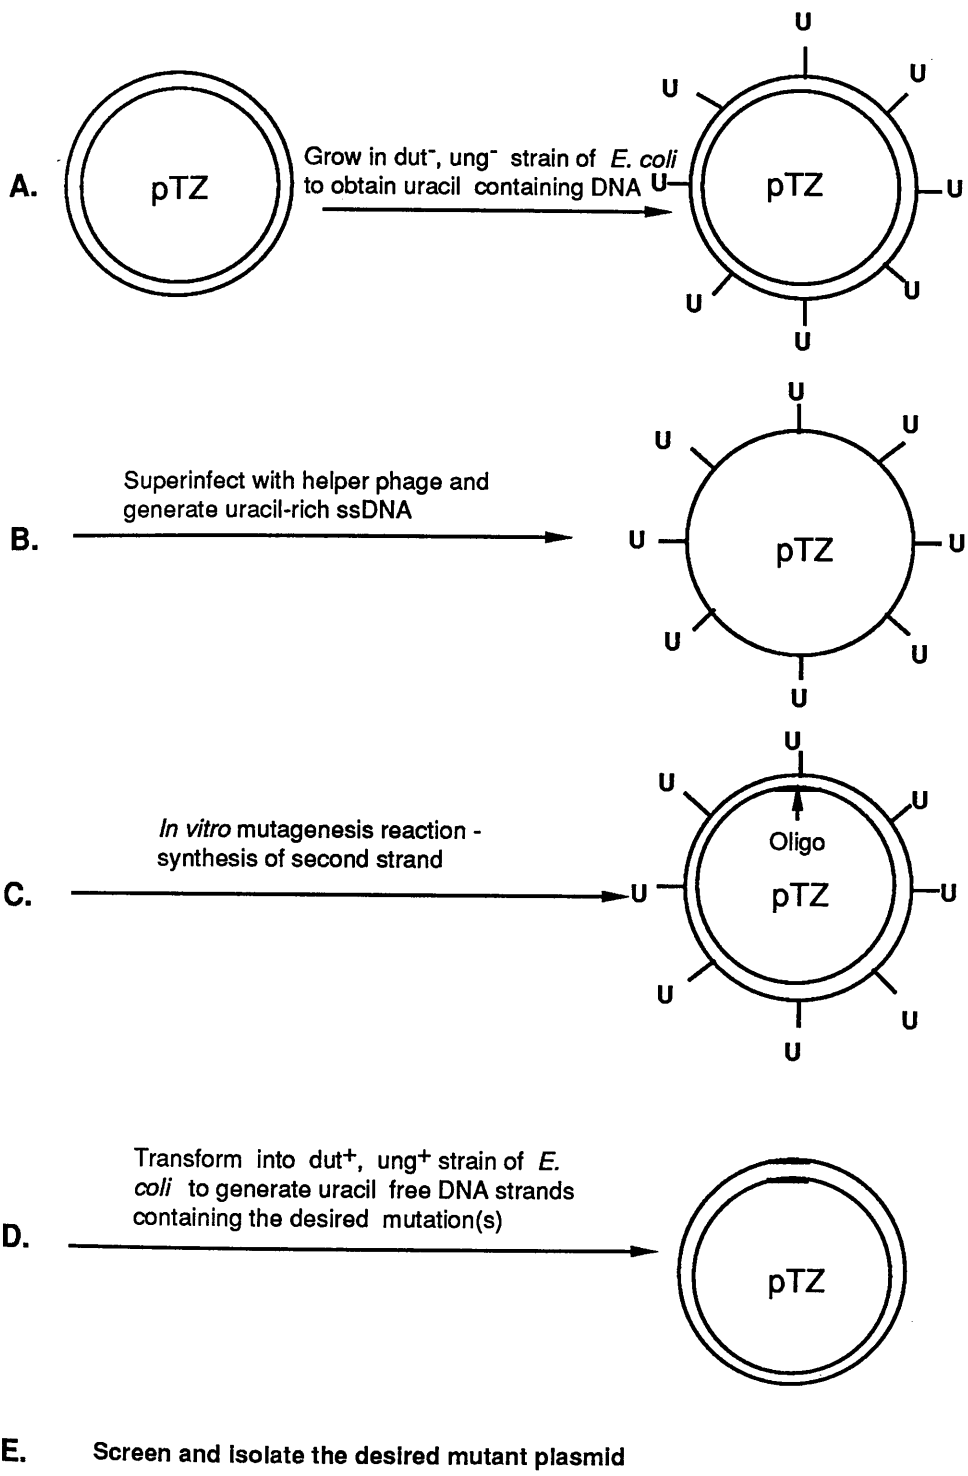 U
U
U
A.
pTZ
Grow in dut⁻, ung⁻ strain of E. coli
to obtain uracil containing DNA
U
pTZ
U
U
U
U
U
U
U
Superinfect with helper phage and
generate uracil-rich ssDNA
B.
U
pTZ
U
U
U
U
U
U
U
In vitro mutagenesis reaction -
synthesis of second strand
Oligo
C.
U
pTZ
U
U
U
U
Transform into dut+, ung+ strain of E.
coli to generate uracil free DNA strands
containing the desired mutation(s)
D.
pTZ
E.
Screen and isolate the desired mutant plasmid